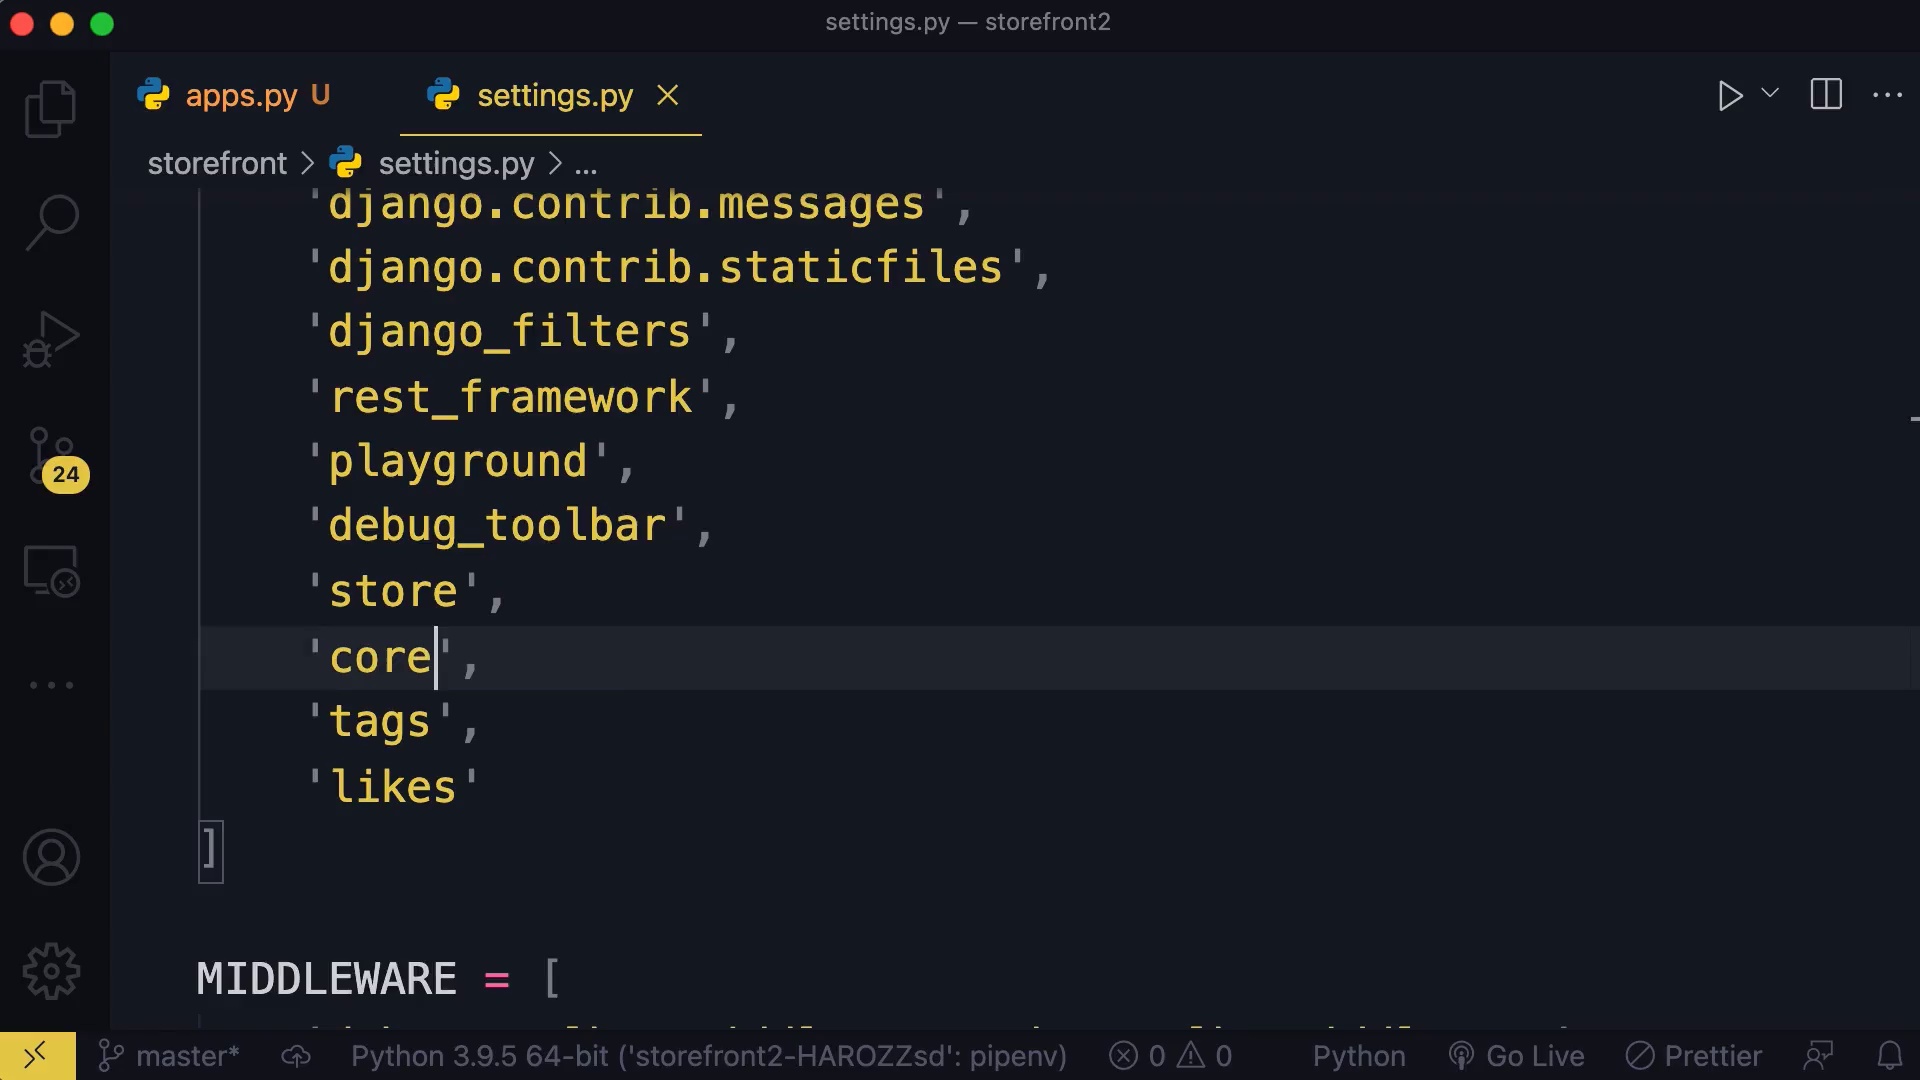 settings.py — storefront2
apps.py U
settings.py
storefront > settings.py > ...
'django.contrib.messages',
'django.contrib.staticfiles',
'django_filters',
'rest_framework',
'playground',
'debug_toolbar',
'store',
'core',
'tags',
'likes'
]
MIDDLEWARE = [
24
master*
Python 3.9.5 64-bit ('storefront2-HAROZZsd': pipenv)
0
0
Python
Go Live
Prettier